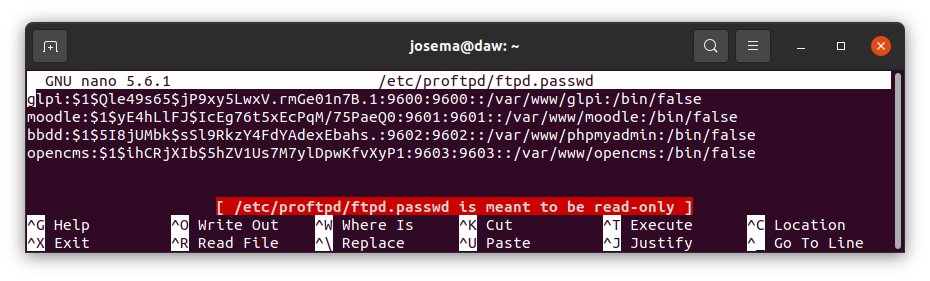 josema@daw: ~
GNU nano 5.6.1 /etc/proftpd/ftpd.passwd
glpi:$1$Qle49s65$jP9xy5LwxV.rmGe01n7B.1:9600:9600::/var/www/glpi:/bin/false
moodle:$1$yE4hLlFJ$IcEg76t5xEcPqM/75PaeQ0:9601:9601::/var/www/moodle:/bin/false
bbdd:$1$5I8jUMbk$sSl9RkzY4FdYAdexEbahs.:9602:9602::/var/www/phpmyadmin:/bin/false
opencms:$1$ihCRjXIb$5hZV1Us7M7ylDpwKfvXyP1:9603:9603::/var/www/opencms:/bin/false
[ /etc/proftpd/ftpd.passwd is meant to be read-only ]
^G Help ^O Write Out ^W Where Is ^K Cut ^T Execute ^C Location
^X Exit ^R Read File ^\ Replace ^U Paste ^J Justify ^_ Go To Line